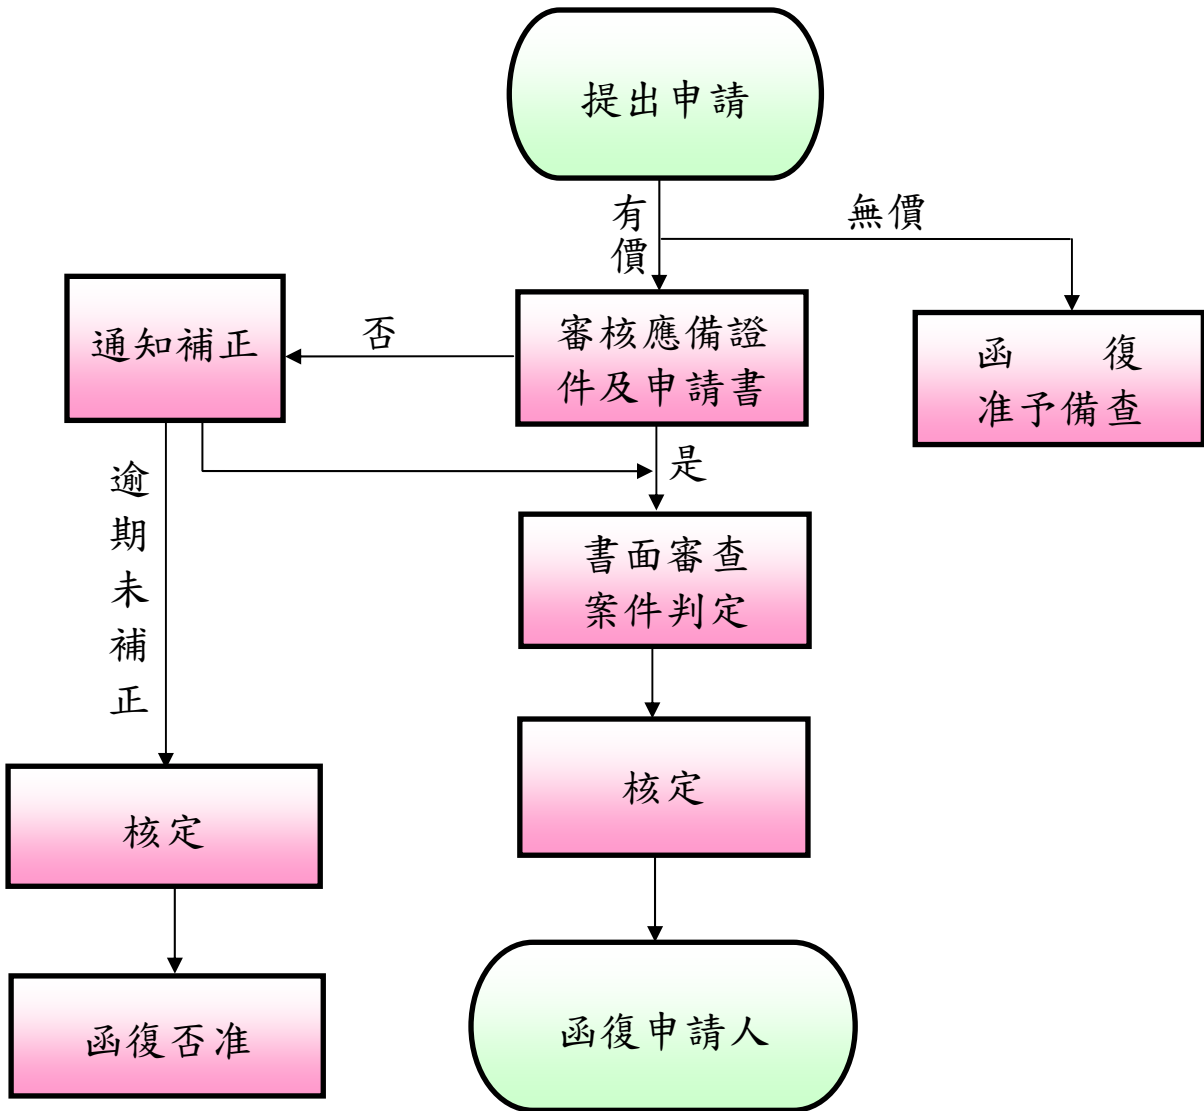 提出申請
有價
無價
通知補正
否
審核應備證
件及申請書
函　　復
准予備查
是
逾期未補正
書面審查
案件判定
核定
核定
函復否准
函復申請人